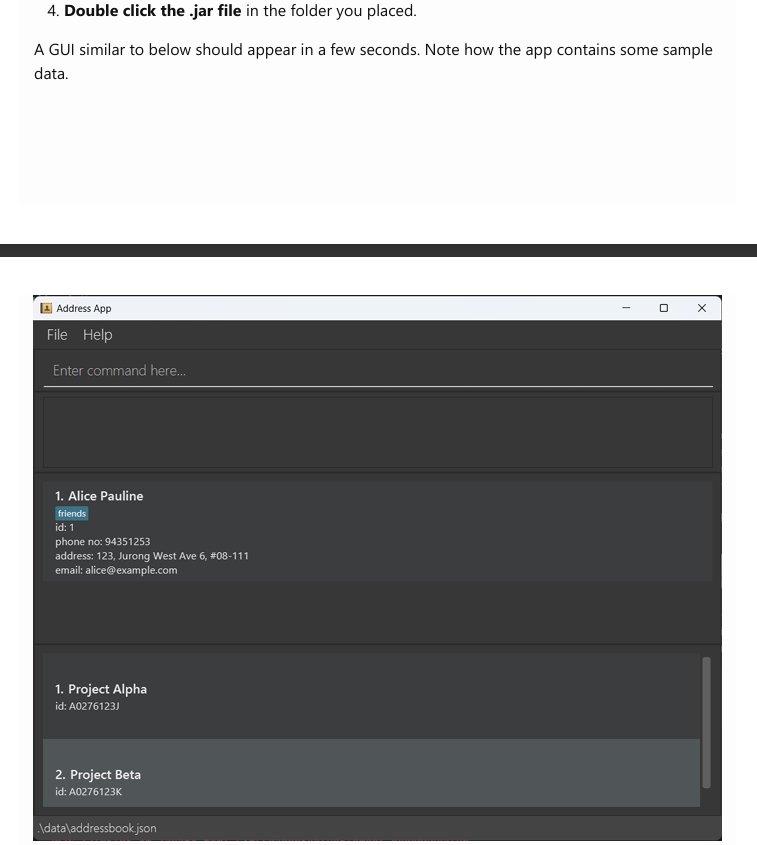 4. Double click the .jar file in the folder you placed.
A GUI similar to below should appear in a few seconds. Note how the app contains some sample
data.
Address App
File Help
Enter command here...
1. Alice Pauline
friends
id: 1
phone no: 94351253
address: 123, Jurong West Ave 6, #08-111
email: alice@example.com
1. Project Alpha
id: A0276123J
2. Project Beta
id: A0276123K
.\data\addressbook.json